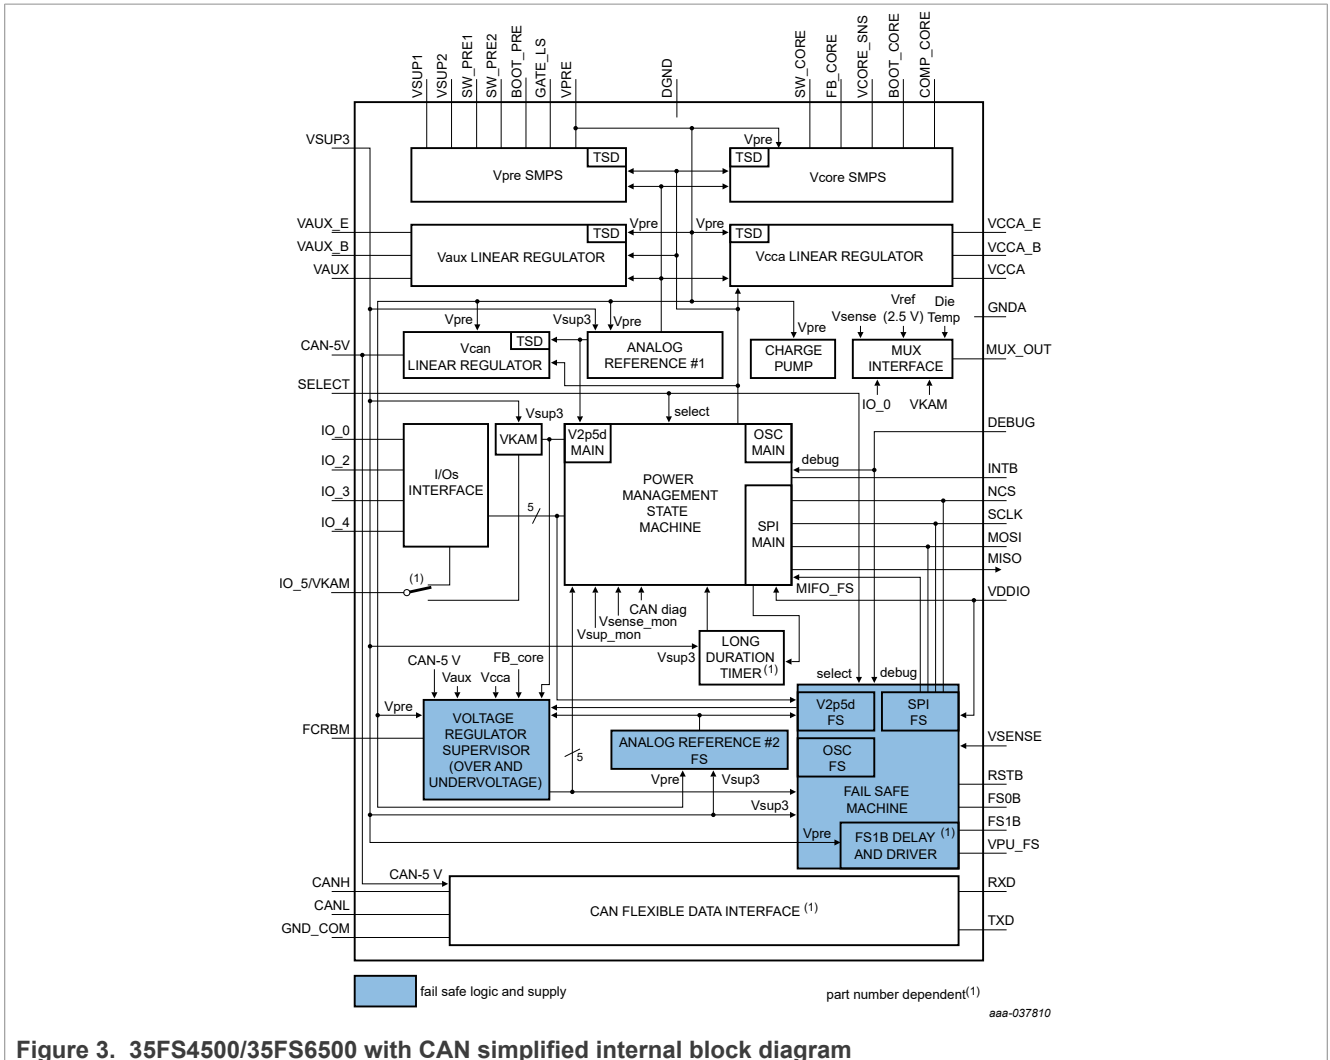 VSUP1
VSUP2
SW_PRE1
SW_PRE2
BOOT_PRE
GATE_LS
VPRE
DGND
SW_CORE
FB_CORE
VCORE_SNS
BOOT_CORE
COMP_CORE
VSUP3
Vpre
TSD
TSD
Vpre SMPS
Vcore SMPS
VAUX_E
VAUX_B
VAUX
TSD
Vpre
Vpre
TSD
Vaux LINEAR REGULATOR
Vcca LINEAR REGULATOR
VCCA_E
VCCA_B
VCCA
GNDA
Vpre
Vsup3
Vpre
Vpre
Vsense
Vref
(2.5 V)
Die
Temp
CAN-5V
Vcan
LINEAR REGULATOR
TSD
ANALOG
REFERENCE #1
CHARGE
PUMP
MUX
INTERFACE
MUX_OUT
SELECT
select
IO_0
VKAM
DEBUG
IO_0
IO_2
IO_3
IO_4
I/Os
INTERFACE
Vsup3
VKAM
V2p5d
MAIN
OSC
MAIN
debug
POWER
MANAGEMENT
STATE
MACHINE
SPI
MAIN
5
INTB
NCS
SCLK
MOSI
MISO
VDDIO
IO_5/VKAM
(1)
MIFO_FS
CAN diag
Vsense_mon
Vsup_mon
Vsup3
LONG
DURATION
TIMER(1)
CAN-5 V
Vaux
Vcca
FB_core
select
debug
Vpre
FCRBM
VOLTAGE
REGULATOR
SUPERVISOR
(OVER AND
UNDERVOLTAGE)
5
ANALOG REFERENCE #2
FS
Vpre
Vsup3
Vsup3
V2p5d
FS
SPI
FS
OSC
FS
FAIL SAFE
MACHINE
Vpre
FS1B DELAY (1)
AND DRIVER
VSENSE
RSTB
FS0B
FS1B
VPU_FS
CANH
CANL
GND_COM
CAN-5 V
CAN FLEXIBLE DATA INTERFACE (1)
RXD
TXD
fail safe logic and supply
part number dependent(1)
aaa-037810
Figure 3. 35FS4500/35FS6500 with CAN simplified internal block diagram